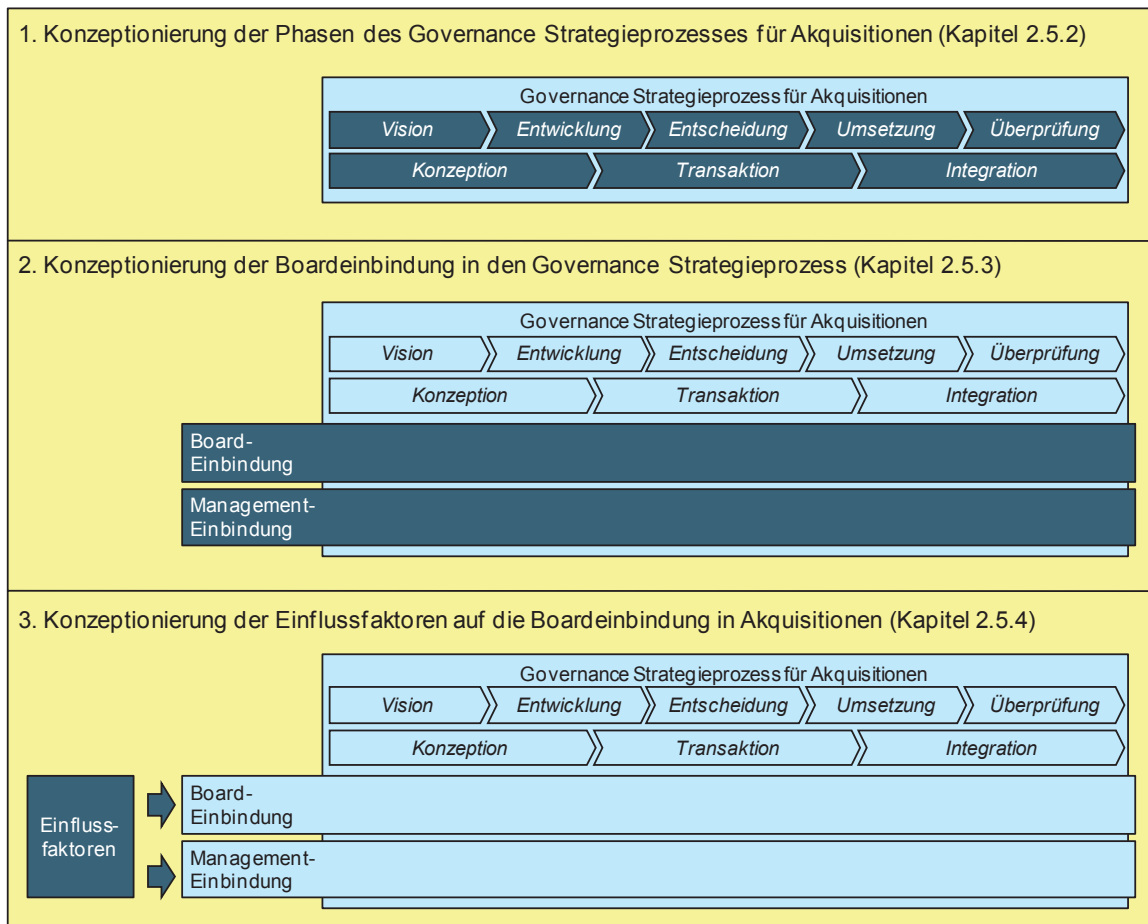 1. Konzeptionierung der Phasen des Governance Strategieprozesses für Akquisitionen (Kapitel 2.5.2)
Governance Strategieprozess für Akquisitionen
Vision Entwicklung Entscheidung Umsetzung Überprüfung
Konzeption Transaktion Integration
2. Konzeptionierung der Boardeinbindung in den Governance Strategieprozess (Kapitel 2.5.3)
Governance Strategieprozess für Akquisitionen
Vision Entwicklung Entscheidung Umsetzung Überprüfung
Konzeption Transaktion Integration
Board-
Einbindung
Management-
Einbindung
3. Konzeptionierung der Einflussfaktoren auf die Boardeinbindung in Akquisitionen (Kapitel 2.5.4)
Governance Strategieprozess für Akquisitionen
Vision Entwicklung Entscheidung Umsetzung Überprüfung
Konzeption Transaktion Integration
Einfluss-
faktoren
Board-
Einbindung
Management-
Einbindung